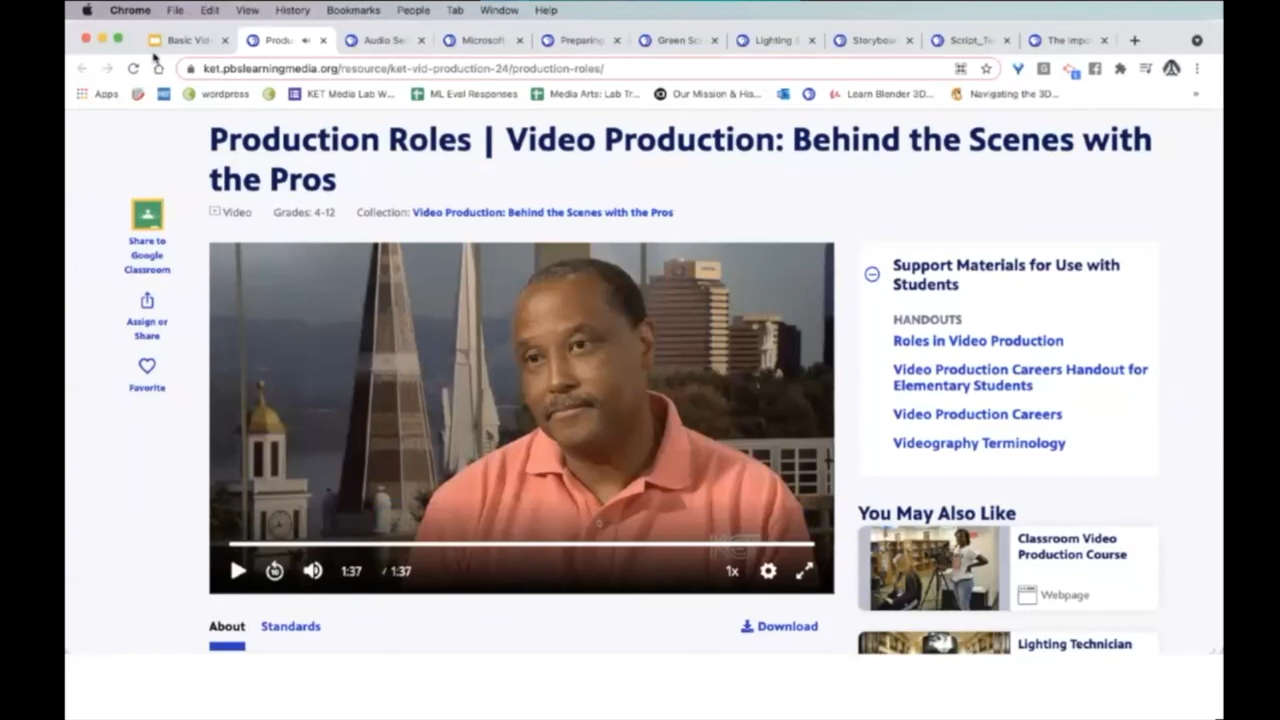 Chrome File Edit View History Bookmarks People Tab Window Help
Basic Vid Produ Audio Se Microsoft Preparing Green Sc Lighting Storyboa Script_Te The Impo
ket.pbslearningmedia.org/resource/ket-vid-production-24/production-roles/
Apps wordpress KET Media Lab W... ML Eval Responses Media Arts: Lab Tr... Our Mission & His... Learn Blender 3D... Navigating the 3D...
Production Roles | Video Production: Behind the Scenes with
the Pros
Video Grades: 4-12 Collection: Video Production: Behind the Scenes with the Pros
Share to
Google
Classroom
Assign or
Share
Favorite
KET
1:37 / 1:37 1x
About Standards Download
Support Materials for Use with
Students
HANDOUTS
Roles in Video Production
Video Production Careers Handout for
Elementary Students
Video Production Careers
Videography Terminology
You May Also Like
Classroom Video
Production Course
Webpage
Lighting Technician